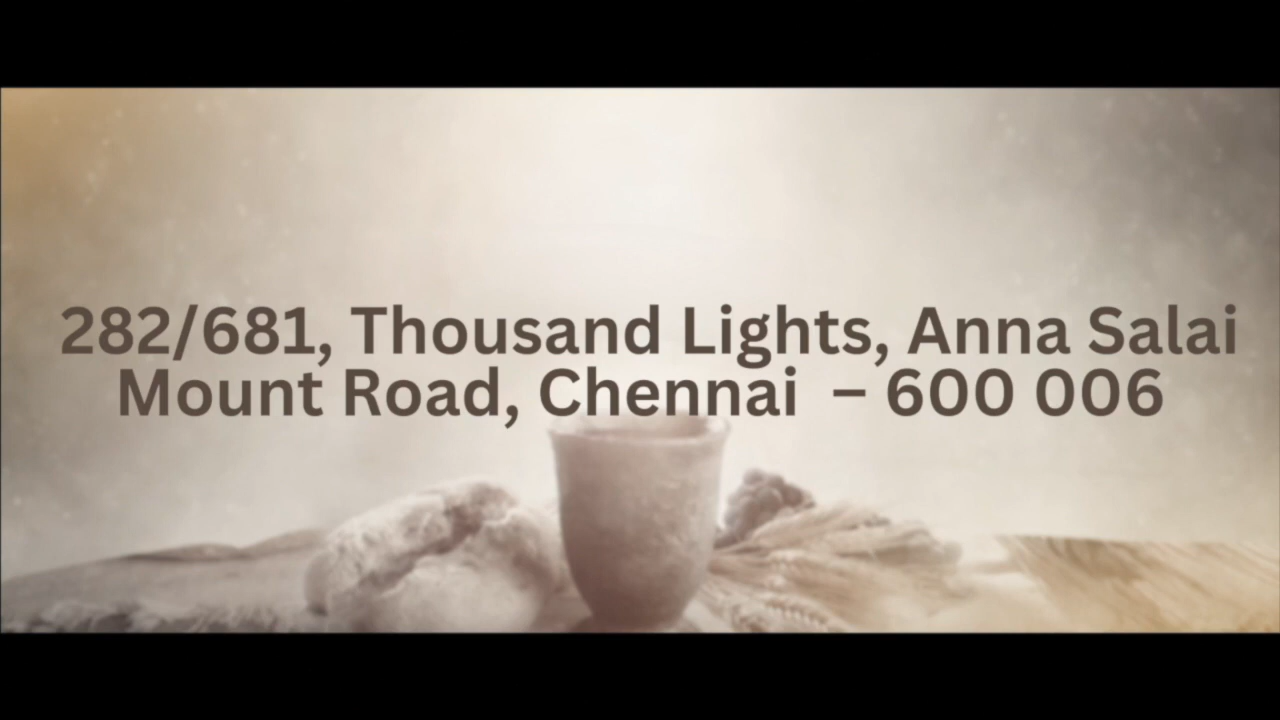 282/681, Thousand Lights, Anna Salai
Mount Road, Chennai – 600 006